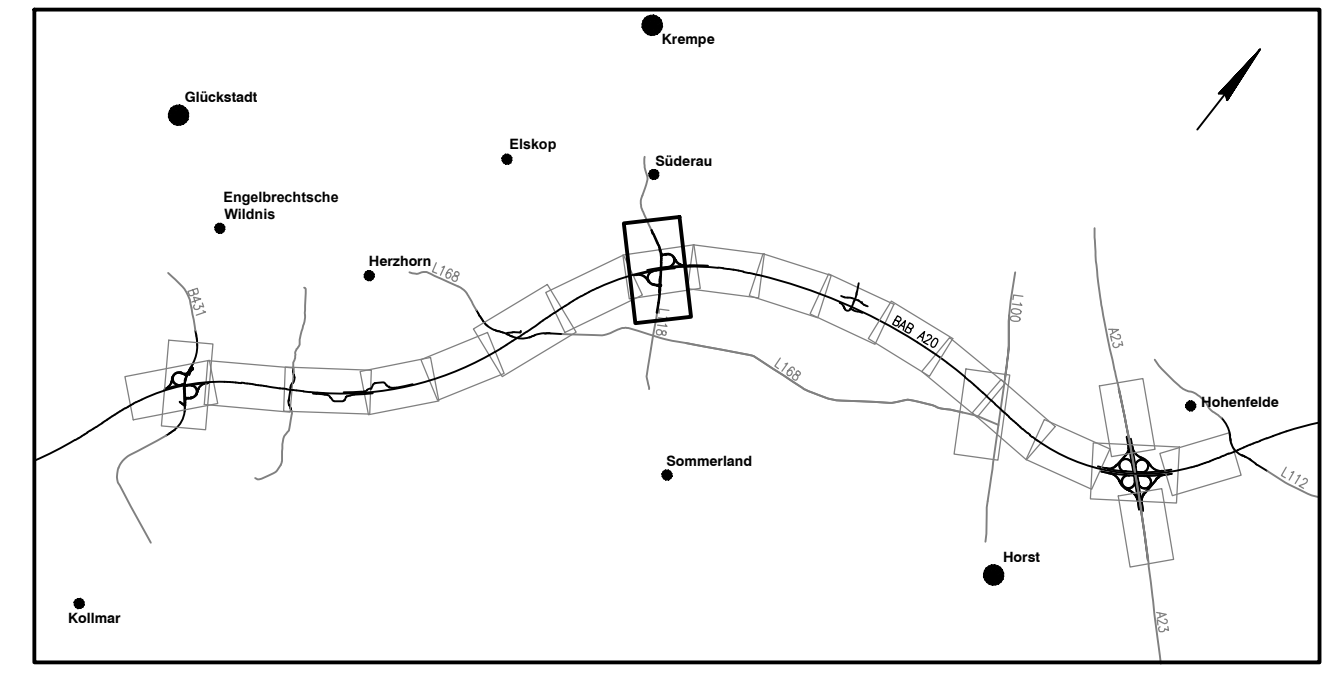 Krempe
Glückstadt
Elskop
Süderau
Engelbrechtsche
Wildnis
Herzhorn
L168
B431
L118
BAB A20
L100
A23
L168
Hohenfelde
Sommerland
L112
Horst
Kollmar
A23